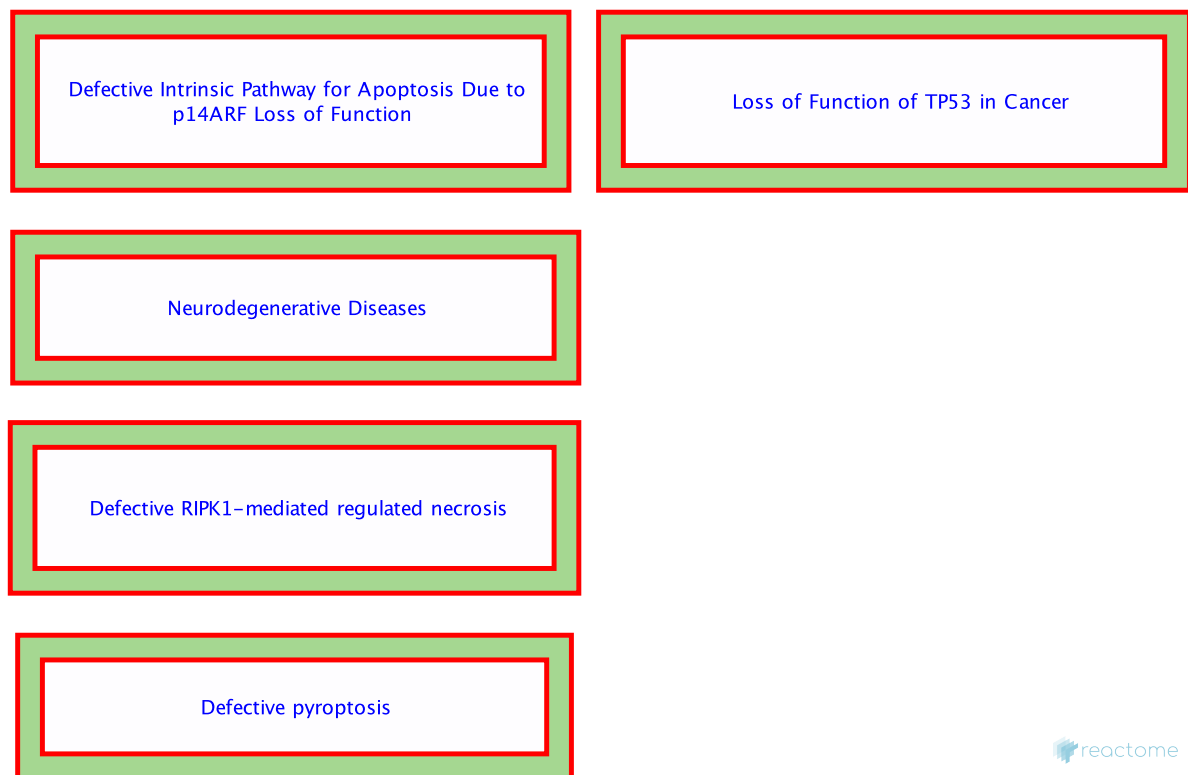 Defective Intrinsic Pathway for Apoptosis Due to
p14ARF Loss of Function
Loss of Function of TP53 in Cancer
Neurodegenerative Diseases
Defective RIPK1-mediated regulated necrosis
Defective pyroptosis
reactome